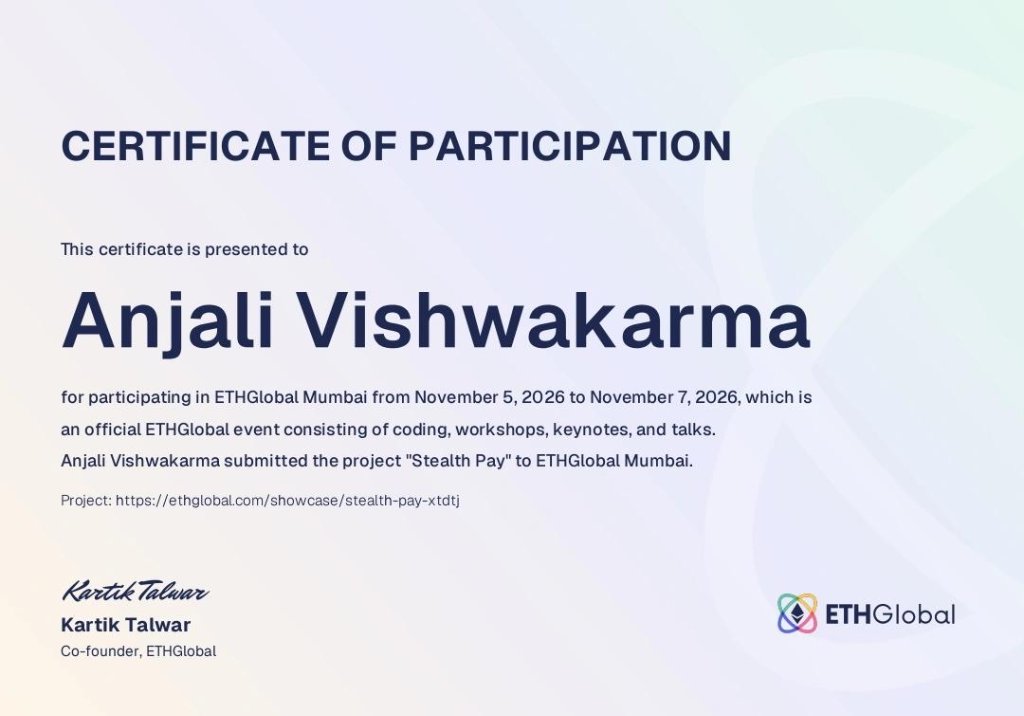 CERTIFICATE OF PARTICIPATION
This certificate is presented to
Anjali Vishwakarma
for participating in ETHGlobal Mumbai from November 5, 2026 to November 7, 2026, which is
an official ETHGlobal event consisting of coding, workshops, keynotes, and talks.
Anjali Vishwakarma submitted the project "Stealth Pay" to ETHGlobal Mumbai.
Project: https://ethglobal.com/showcase/stealth-pay-xtdtj
Kartik Talwar
Kartik Talwar
Co-founder, ETHGlobal
ETHGlobal